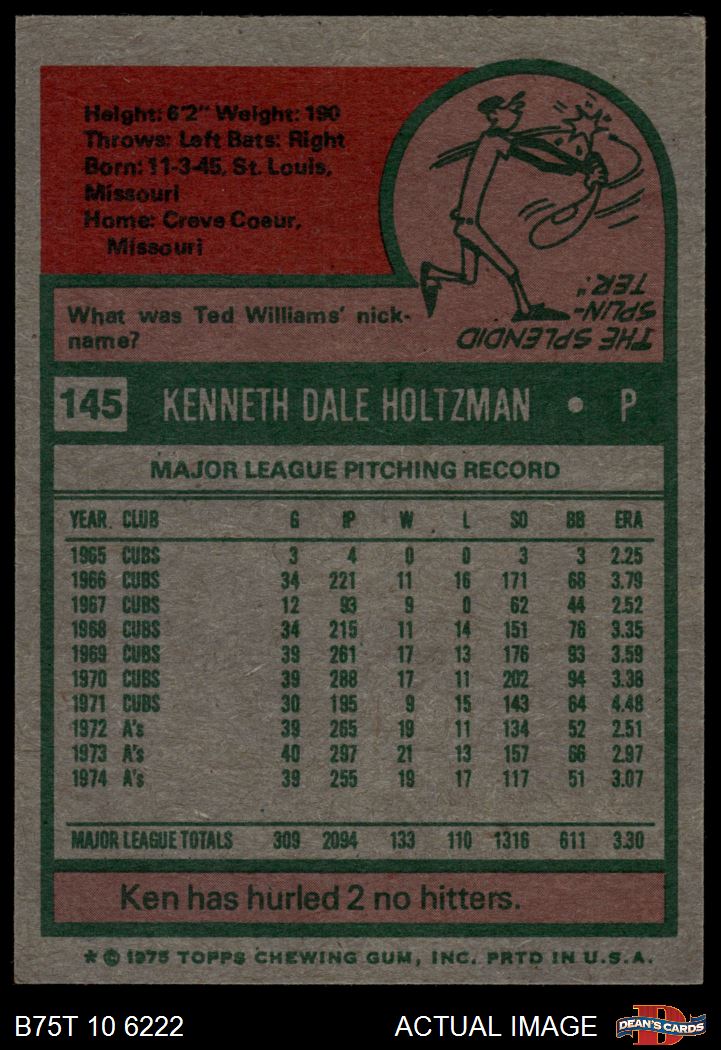 Height: 6'2" Weight: 190
Throws: Left Bats: Right
Born: 11-3-45, St. Louis,
Missouri
Home: Creve Coeur,
Missouri
What was Ted Williams' nick-
name?
THE SPLENDID
SPLIN-
TER."
145 KENNETH DALE HOLTZMAN • P
MAJOR LEAGUE PITCHING RECORD
YEAR CLUB G IP W L SO BB ERA
1965 CUBS 3 4 0 0 3 3 2.25
1966 CUBS 34 221 11 16 171 68 3.79
1967 CUBS 12 93 9 0 62 44 2.52
1968 CUBS 34 215 11 14 151 76 3.35
1969 CUBS 39 261 17 13 176 93 3.59
1970 CUBS 39 288 17 11 202 94 3.38
1971 CUBS 30 195 9 15 143 64 4.48
1972 A's 39 265 19 11 134 52 2.51
1973 A's 40 297 21 13 157 66 2.97
1974 A's 39 255 19 17 117 51 3.07
MAJOR LEAGUE TOTALS 309 2094 133 110 1316 611 3.30
Ken has hurled 2 no hitters.
* © 1975 TOPPS CHEWING GUM, INC. PRTD IN U.S.A.
B75T 10 6222 ACTUAL IMAGE D DEAN'S CARDS